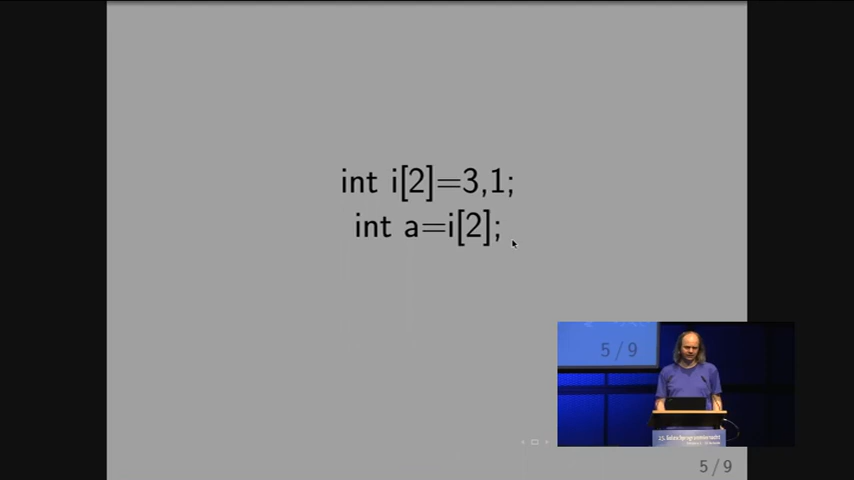 int i[2]=3,1;
int a=i[2];
5 / 9
5 / 9